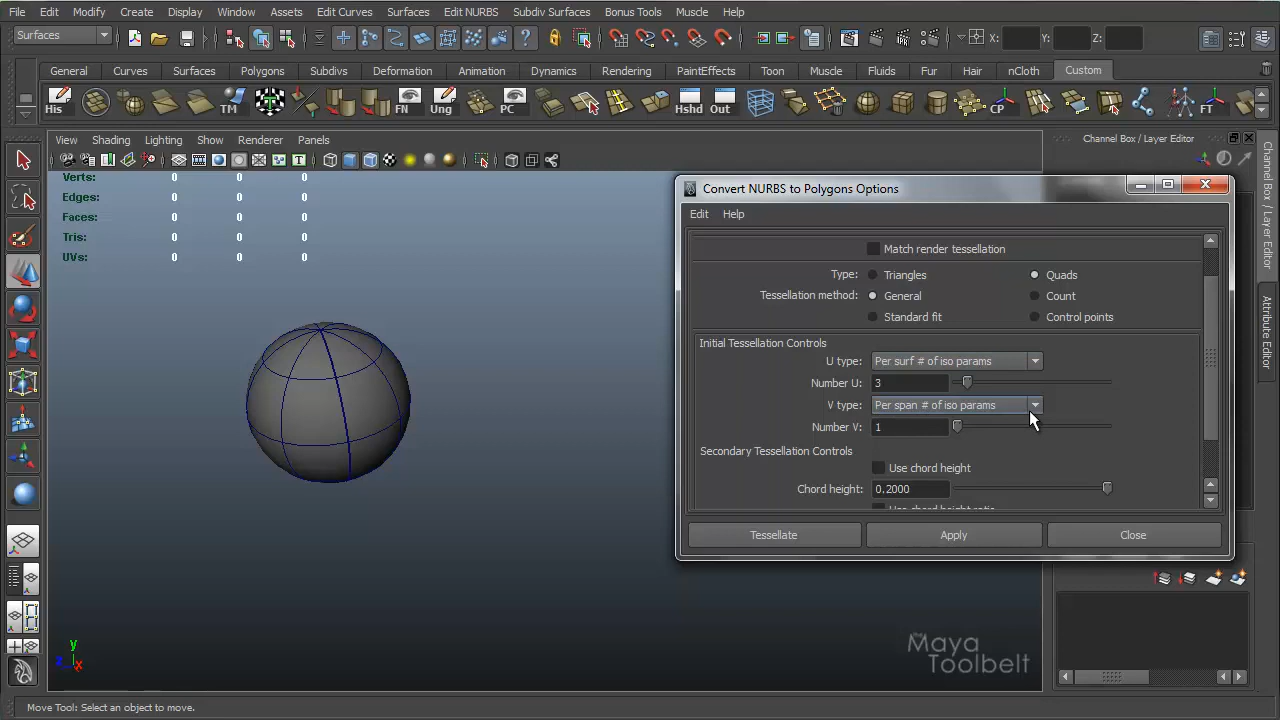 File Edit Modify Create Display Window Assets Edit Curves Surfaces Edit NURBS Subdiv Surfaces Bonus Tools Muscle Help
Surfaces X: Y: Z:
General Curves Surfaces Polygons Subdivs Deformation Animation Dynamics Rendering PaintEffects Toon Muscle Fluids Fur Hair nCloth Custom
His TM FN Ung PC Hshd Out CP FT
View Shading Lighting Show Renderer Panels
Channel Box / Layer Editor
Verts: 0 0 0
Edges: 0 0 0
Faces: 0 0 0
Tris: 0 0 0
UVs: 0 0 0
Convert NURBS to Polygons Options
Edit Help
Match render tessellation
Type: Triangles Quads
Tessellation method: General Count
Standard fit Control points
Initial Tessellation Controls
U type: Per surf # of iso params
Number U: 3
V type: Per span # of iso params
Number V: 1
Secondary Tessellation Controls
Use chord height
Chord height: 0.2000
Use chord height ratio
Tessellate Apply Close
Channel Box / Layer Editor
Attribute Editor
y
z x
the
Maya
Toolbelt
Move Tool: Select an object to move.